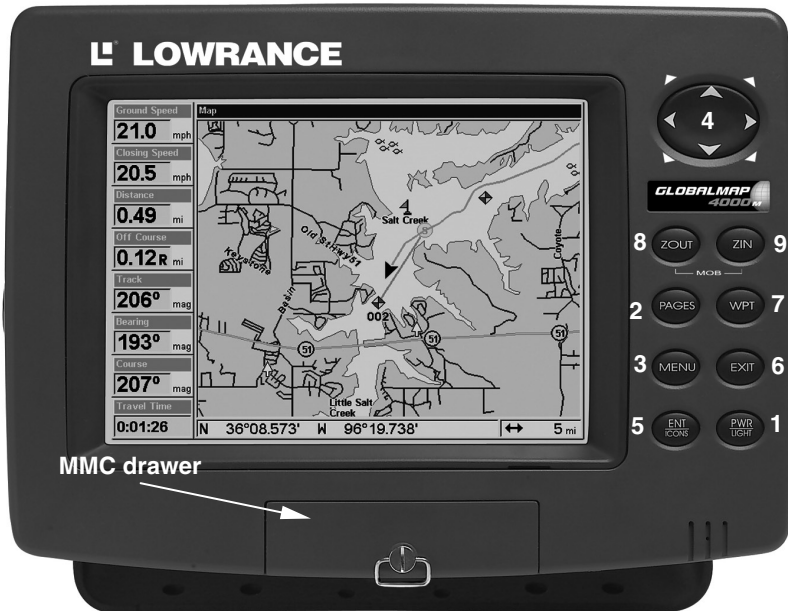 LOWRANCE
Ground Speed
21.0 mph
Closing Speed
20.5 mph
Distance
0.49 mi
Off Course
0.12R mi
Track
206° mag
Bearing
193° mag
Course
207° mag
Travel Time
0:01:26
Map
Salt Creek
S
Old Sthwy51
Keystone
Basin
Coyote
002
51
51
51
Little Salt
Creek
N 36°08.573' W 96°19.738' ↔ 5 mi
4
GLOBALMAP
4000M
8 ZOUT ZIN 9
MOB
2 PAGES WPT 7
3 MENU EXIT 6
5 ENT
ICONS
PWR
LIGHT 1
MMC drawer